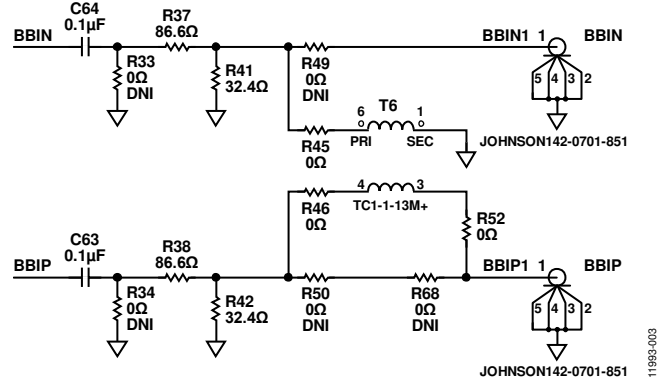 C64
0.1µF
BBIN
R37
86.6Ω
R33
0Ω
DNI
R41
32.4Ω
R49
0Ω
DNI
BBIN1 1
BBIN
5 4 3 2
JOHNSON142-0701-851
R45
0Ω
6 T6 1
PRI SEC
4 3
TC1-1-13M+
R46
0Ω
R52
0Ω
C63
0.1µF
BBIP
R38
86.6Ω
R34
0Ω
DNI
R42
32.4Ω
R50
0Ω
DNI
R68
0Ω
DNI
BBIP1 1
BBIP
5 4 3 2
JOHNSON142-0701-851
11993-003